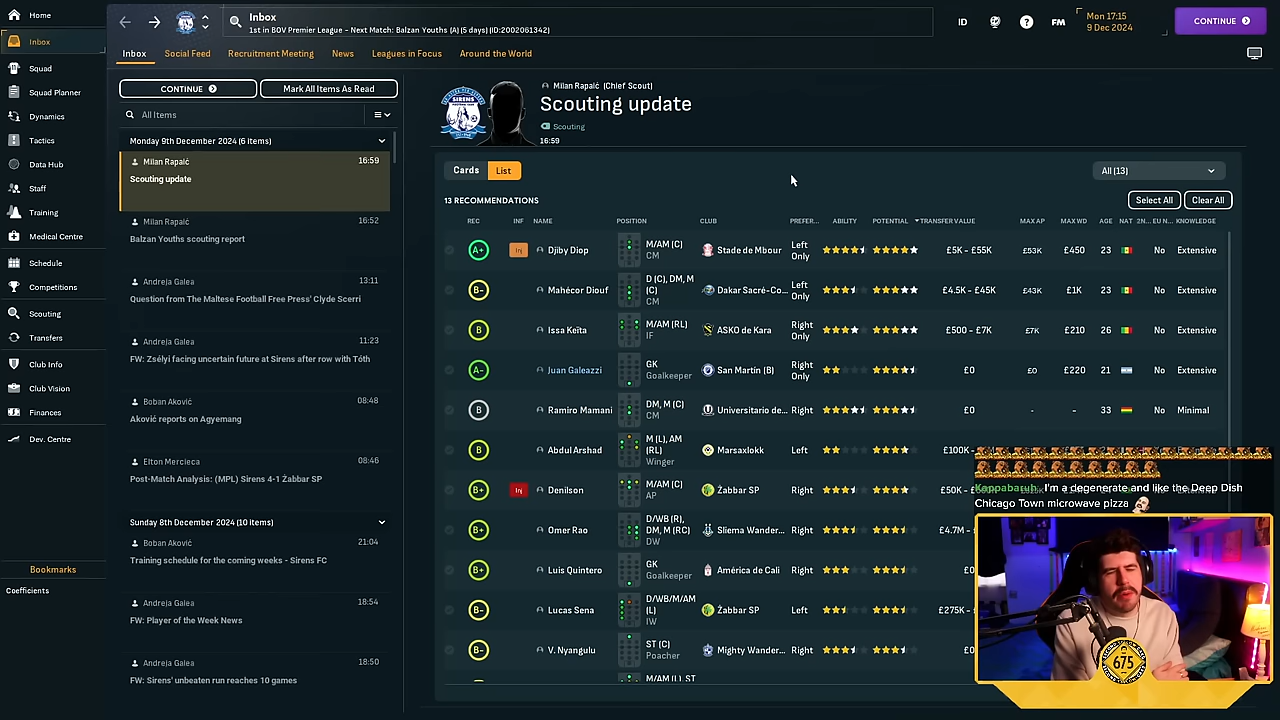 Home
Inbox
Squad
Squad Planner
Dynamics
Tactics
Data Hub
Staff
Training
Medical Centre
Schedule
Competitions
Scouting
Transfers
Club Info
Club Vision
Finances
Dev. Centre
Bookmarks
Coefficients
Inbox
1st in BOV Premier League - Next Match: Balzan Youths (A) (5 days) (ID:2002061342)
ID
FM
Mon 17:15
9 Dec 2024
CONTINUE
Inbox
Social Feed
Recruitment Meeting
News
Leagues in Focus
Around the World
CONTINUE
Mark All Items As Read
All Items
Monday 9th December 2024 (6 items)
Milan Rapaić 16:59
Scouting update
Milan Rapaić 16:52
Balzan Youths scouting report
Andreja Galea 13:11
Question from The Maltese Football Free Press' Clyde Scerri
Andreja Galea 11:23
FW: Zsélyi facing uncertain future at Sirens after row with Tóth
Boban Aković 08:48
Aković reports on Agyemang
Elton Mercieca 08:46
Post-Match Analysis: (MPL) Sirens 4-1 Żabbar SP
Sunday 8th December 2024 (10 items)
Boban Aković 21:04
Training schedule for the coming weeks - Sirens FC
Andreja Galea 18:54
FW: Player of the Week News
Andreja Galea 18:50
FW: Sirens' unbeaten run reaches 10 games
SIRENS
Milan Rapaić (Chief Scout)
Scouting update
Scouting
16:59
Cards List
All (13)
13 RECOMMENDATIONS
Select All Clear All
REC INF NAME POSITION CLUB PREFER... ABILITY POTENTIAL TRANSFER VALUE MAX AP MAX WD AGE NAT 2N... EU N... KNOWLEDGE
A+ Inj Djiby Diop M/AM (C) CM Stade de Mbour Left Only £5K - £55K £53K £450 23 No Extensive
B- Mahécor Diouf D (C), DM, M (C) CM Dakar Sacré-Co... Left Only £4.5K - £45K £43K £1K 23 No Extensive
B Issa Keïta M/AM (RL) IF ASKO de Kara Right Only £500 - £7K £7K £210 26 No Extensive
A- Juan Galeazzi GK Goalkeeper San Martín (B) Right Only £0 £0 £220 21 No Extensive
B Ramiro Mamani DM, M (C) CM Universitario de... Right £0 - - 33 No Minimal
B Abdul Arshad M (L), AM (RL) Winger Marsaxlokk Left £100K -
B+ Inj Denilson M/AM (C) AP Żabbar SP Right £50K -
B+ Omer Rao D/WB (R), DM, M (RC) DW Sliema Wander... Right £4.7M -
B+ Luis Quintero GK Goalkeeper América de Cali Right £0
B- Lucas Sena D/WB/M/AM (L) IW Żabbar SP Left £275K -
B- V. Nyangulu ST (C) Poacher Mighty Wander... Right £0
M/AM (L), ST
Kappabaruh: I'm a degenerate and like the Deep Dish
Chicago Town microwave pizza
675